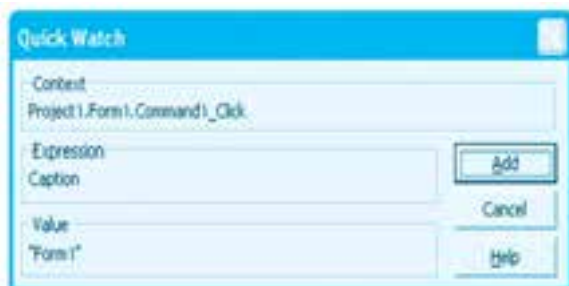 Quick Watch
Context
Project1.Form1.Command1_Click
Expression
Caption
Add
Cancel
Value
"Form1"
Help